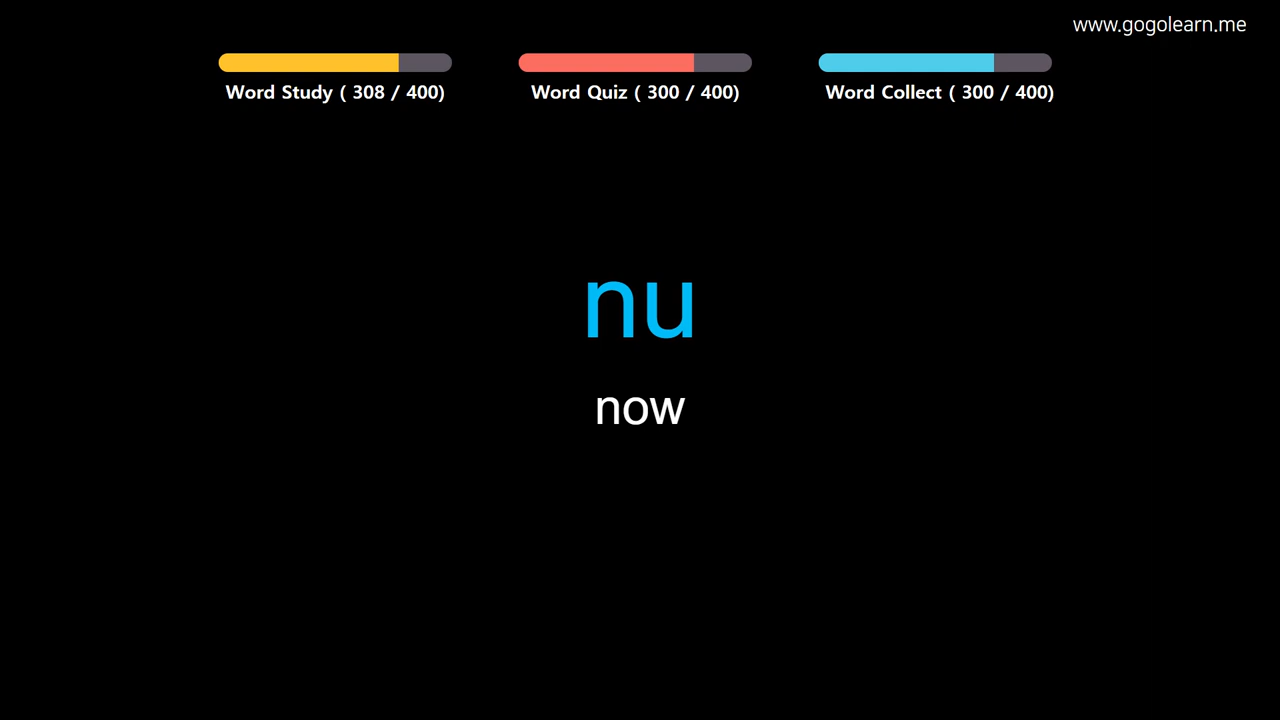 www.gogolearn.me
Word Study ( 308 / 400)
Word Quiz ( 300 / 400)
Word Collect ( 300 / 400)
nu
now